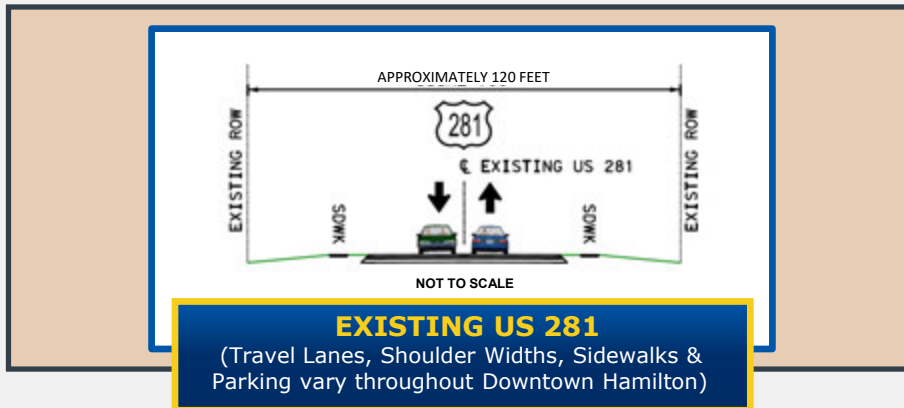 APPROXIMATELY 120 FEET
281
℄ EXISTING US 281
EXISTING ROW
EXISTING ROW
SDWK
SDWK
NOT TO SCALE
EXISTING US 281
(Travel Lanes, Shoulder Widths, Sidewalks &
Parking vary throughout Downtown Hamilton)